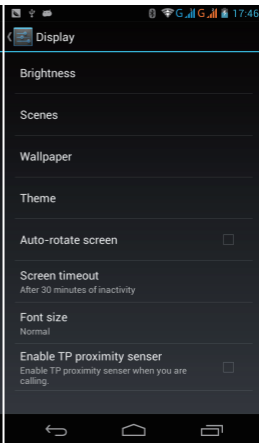 G G 17:46
Display
Brightness
Scenes
Wallpaper
Theme
Auto-rotate screen
Screen timeout
After 30 minutes of inactivity
Font size
Normal
Enable TP proximity senser
Enable TP proximity senser when you are
calling.